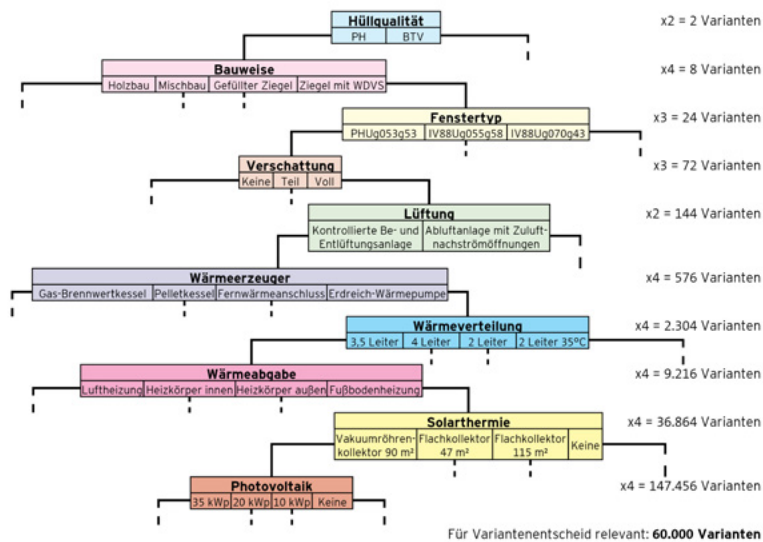 Hüllqualität
PH BTV
x2 = 2 Varianten
Bauweise
Holzbau Mischbau Gefüllter Ziegel Ziegel mit WDVS
x4 = 8 Varianten
Fenstertyp
PHUg053g53 IV88Ug055g58 IV88Ug070g43
x3 = 24 Varianten
Verschattung
Keine Teil Voll
x3 = 72 Varianten
Lüftung
Kontrollierte Be- und Abluftanlage mit Zuluft-
Entlüftungsanlage nachströmöffnungen
x2 = 144 Varianten
Wärmeerzeuger
Gas-Brennwertkessel Pelletkessel Fernwärmeanschluss Erdreich-Wärmepumpe
x4 = 576 Varianten
Wärmeverteilung
3,5 Leiter 4 Leiter 2 Leiter 2 Leiter 35°C
x4 = 2.304 Varianten
Wärmeabgabe
Luftheizung Heizkörper innen Heizkörper außen Fußbodenheizung
x4 = 9.216 Varianten
Solarthermie
Vakuumröhren- Flachkollektor Flachkollektor Keine
kollektor 90 m² 47 m² 115 m²
x4 = 36.864 Varianten
Photovoltaik
35 kWp 20 kWp 10 kWp Keine
x4 = 147.456 Varianten
Für Variantenentscheid relevant: 60.000 Varianten